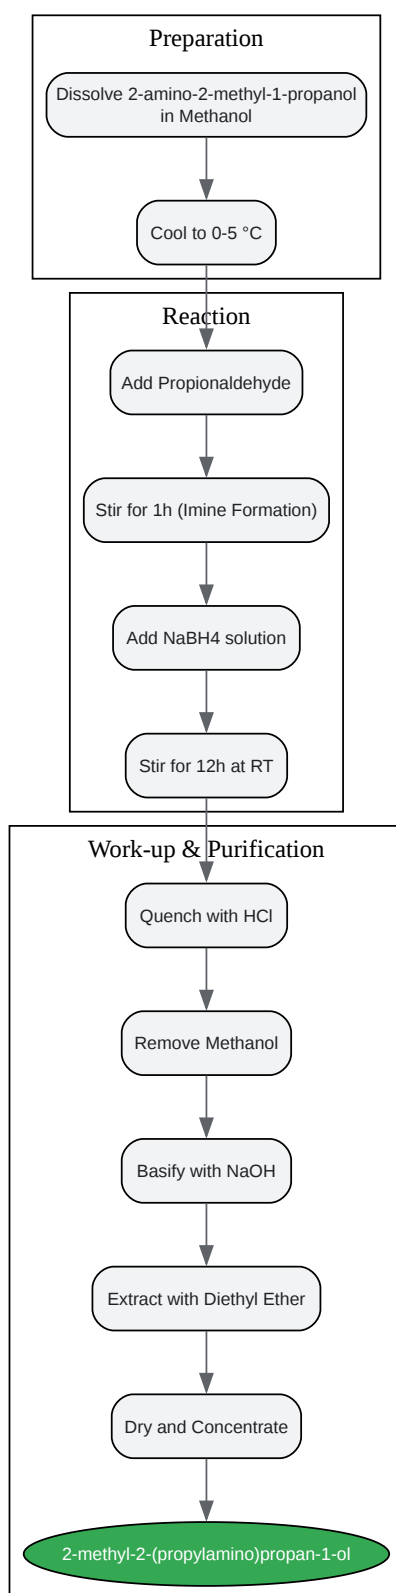 Preparation
Dissolve 2-amino-2-methyl-1-propanol
in Methanol
Cool to 0-5 °C
Reaction
Add Propionaldehyde
Stir for 1h (Imine Formation)
Add NaBH4 solution
Stir for 12h at RT
Work-up & Purification
Quench with HCl
Remove Methanol
Basify with NaOH
Extract with Diethyl Ether
Dry and Concentrate
2-methyl-2-(propylamino)propan-1-ol